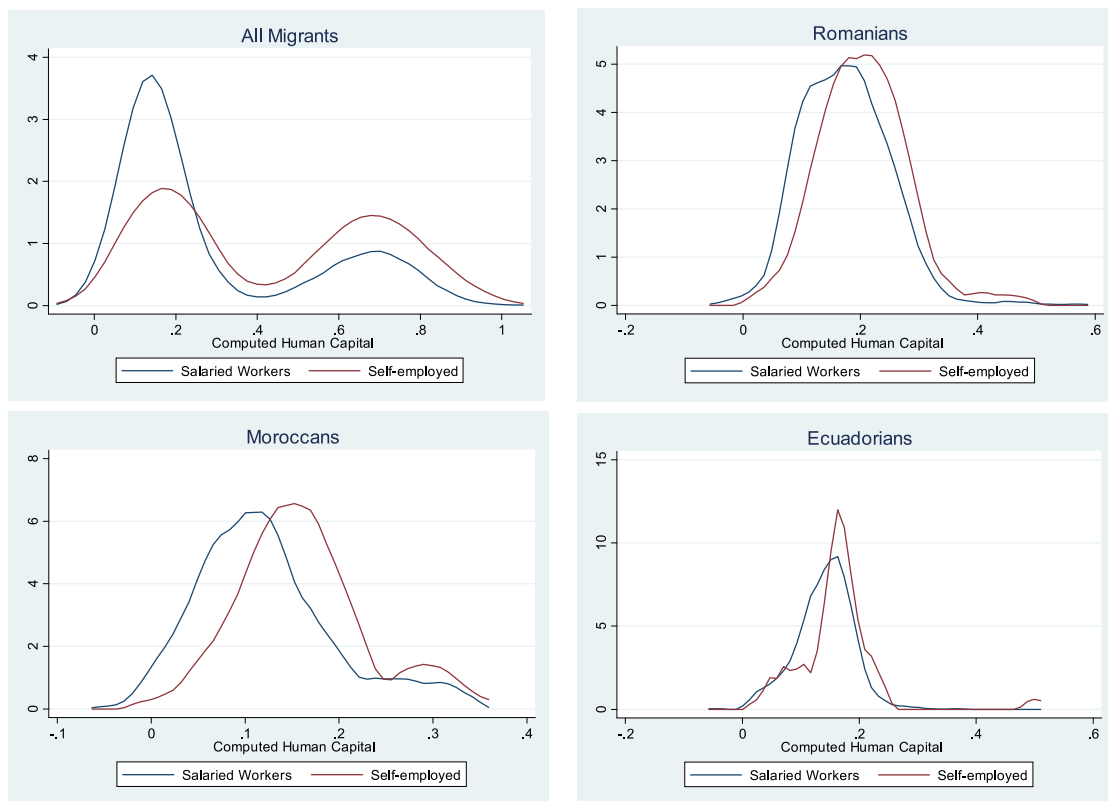 All Migrants
4
3
2
1
0
0 .2 .4 .6 .8 1
Computed Human Capital
Salaried Workers Self-employed
Romanians
5
4
3
2
1
0
-.2 0 .2 .4 .6
Computed Human Capital
Salaried Workers Self-employed
Moroccans
8
6
4
2
0
-.1 0 .1 .2 .3 .4
Computed Human Capital
Salaried Workers Self-employed
Ecuadorians
15
10
5
0
-.2 0 .2 .4 .6
Computed Human Capital
Salaried Workers Self-employed